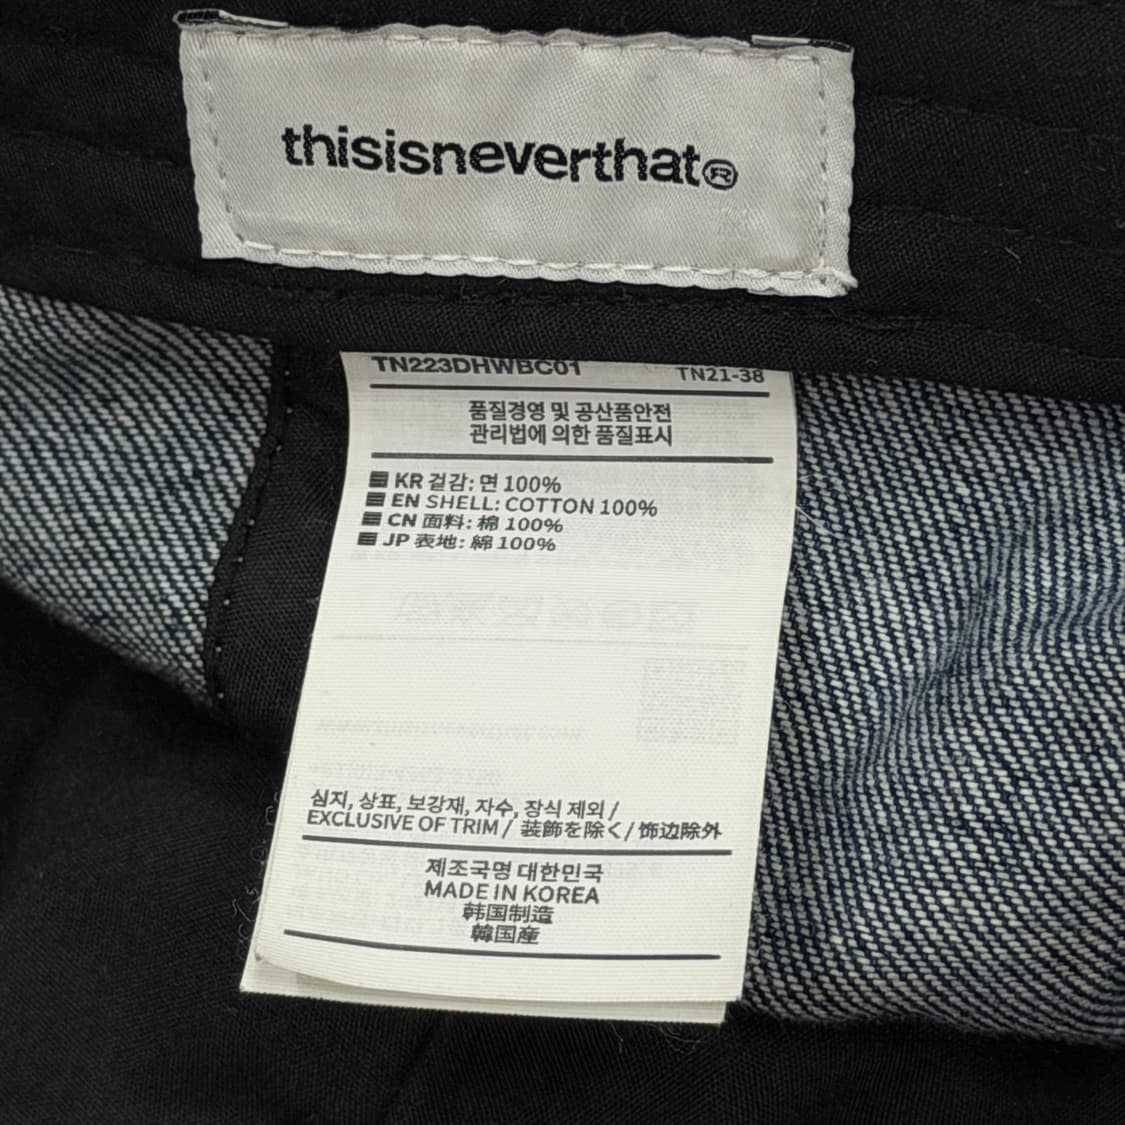 thisisneverthat®
TN223DHWBC01 TN21-38
품질경영 및 공산품안전
관리법에 의한 품질표시
KR 겉감: 면 100%
EN SHELL: COTTON 100%
CN 面料: 棉 100%
JP 表地: 綿 100%
심지, 상표, 보강재, 자수, 장식 제외 /
EXCLUSIVE OF TRIM / 装飾を除く/ 饰边除外
제조국명 대한민국
MADE IN KOREA
韩国制造
韓国産